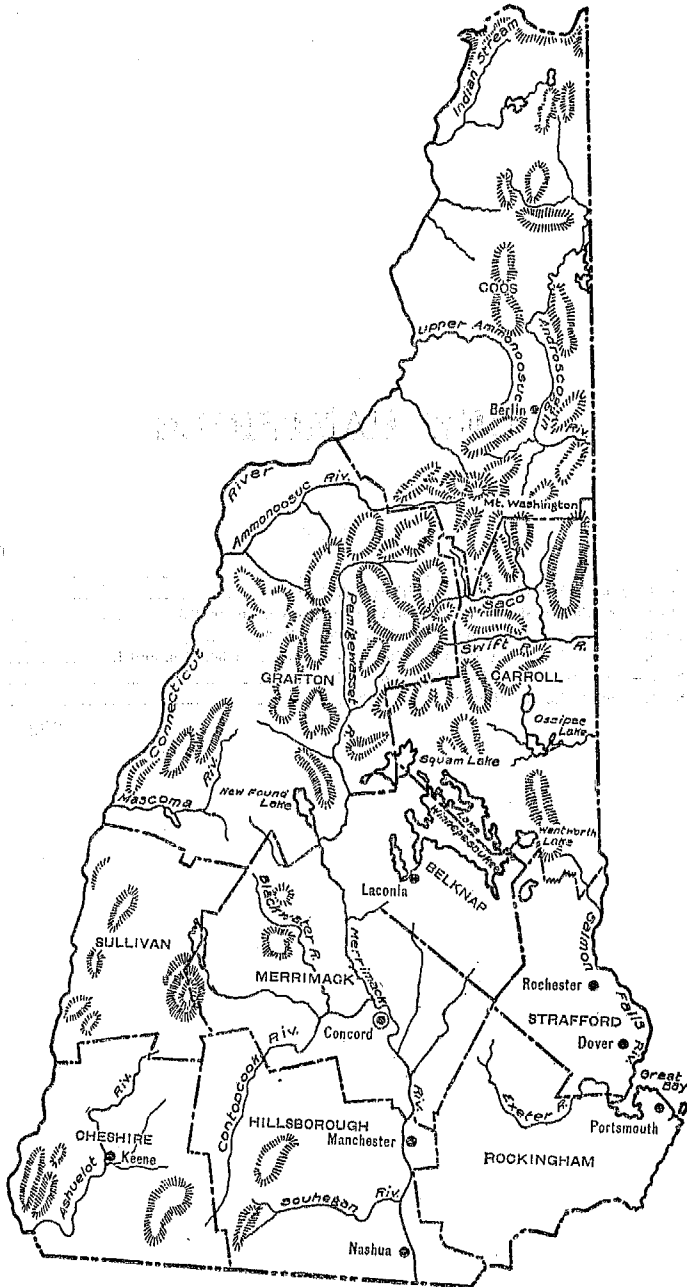 Indian Stream
COOS
Upper Ammonoosuc
Androscoggin Riv.
Berlin
River
Ammonoosuc Riv.
Mt. Washington
Pemigewasset R.
Saco
Swift R.
Connecticut
GRAFTON
CARROLL
Ossipee Lake
Squam Lake
Mascoma Riv.
New Found Lake
Lake Winnepesaukee
Wentworth Lake
Laconia
BELKNAP
Blackwater R.
SULLIVAN
MERRIMACK
Merrimack Riv.
Salmon Falls Riv.
Rochester
STRAFFORD
Dover
Concord
Contoocook Riv.
Great Bay
Exeter R.
Portsmouth
Riv.
CHESHIRE
Keene
Ashuelot
HILLSBOROUGH
Manchester
ROCKINGHAM
Souhegan Riv.
Nashua